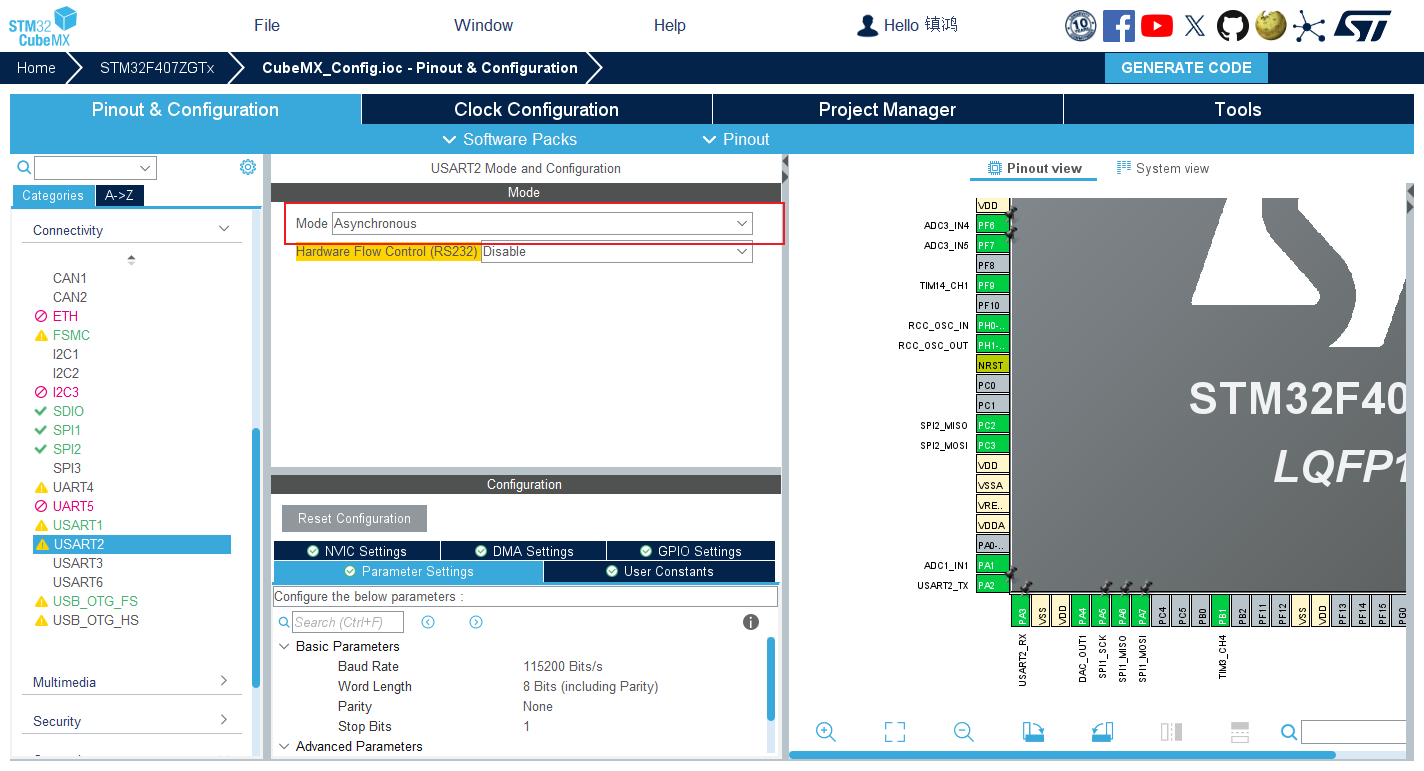 STM32
CubeMX
File
Window
Help
Hello 镇鸿
10
Home
STM32F407ZGTx
CubeMX_Config.ioc - Pinout & Configuration
GENERATE CODE
Pinout & Configuration
Clock Configuration
Project Manager
Tools
Software Packs
Pinout
Categories
A->Z
Connectivity
CAN1
CAN2
ETH
FSMC
I2C1
I2C2
I2C3
SDIO
SPI1
SPI2
SPI3
UART4
UART5
USART1
USART2
USART3
USART6
USB_OTG_FS
USB_OTG_HS
Multimedia
Security
USART2 Mode and Configuration
Mode
Mode Asynchronous
Hardware Flow Control (RS232) Disable
Configuration
Reset Configuration
NVIC Settings
DMA Settings
GPIO Settings
Parameter Settings
User Constants
Configure the below parameters :
Search (Ctrl+F)
Basic Parameters
Baud Rate 115200 Bits/s
Word Length 8 Bits (including Parity)
Parity None
Stop Bits 1
Advanced Parameters
Pinout view
System view
VDD
ADC3_IN4 PF6
ADC3_IN5 PF7
PF8
TIM14_CH1 PF9
PF10
RCC_OSC_IN PH0-..
RCC_OSC_OUT PH1-..
NRST
PC0
PC1
SPI2_MISO PC2
SPI2_MOSI PC3
VDD
VSSA
VRE..
VDDA
PA0-..
ADC1_IN1 PA1
USART2_TX PA2
STM32F40
LQFP1
PA3
VSS
VDD
PA4
PA5
PA6
PA7
PC4
PC5
PB0
PB1
PB2
PF11
PF12
VSS
VDD
PF13
PF14
PF15
PG0
USART2_RX
DAC_OUT1
SPI1_SCK
SPI1_MISO
SPI1_MOSI
TIM3_CH4